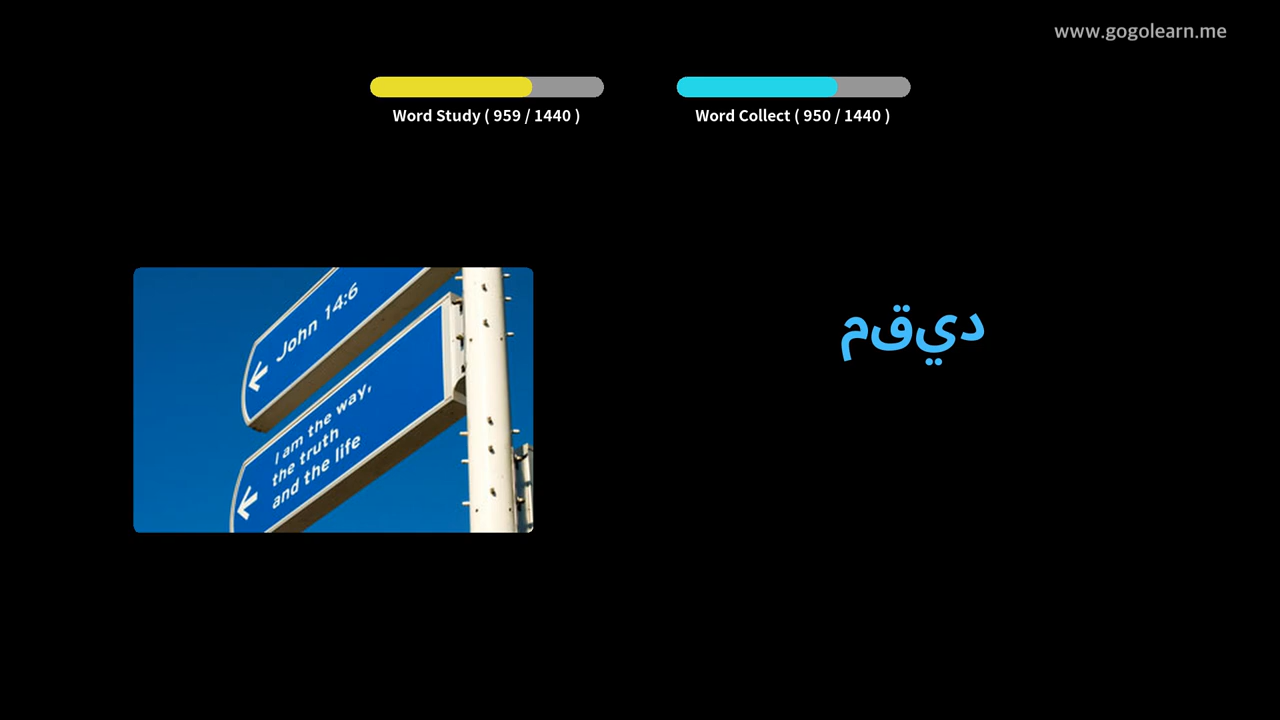 www.gogolearn.me
Word Study ( 959 / 1440 )
Word Collect ( 950 / 1440 )
John 14:6
I am the way,
the truth
and the life
ديقم